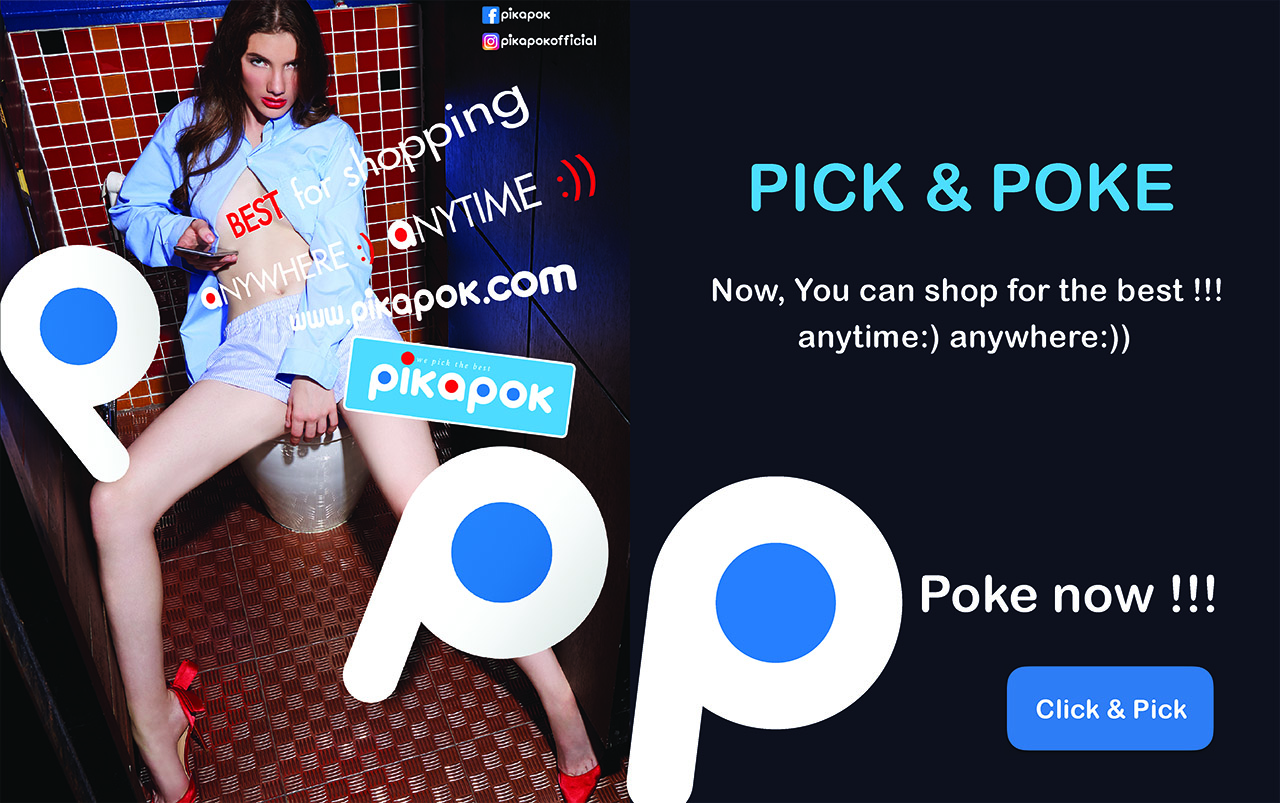 pikapok
pikapokofficial
BEST for shopping
aNYWHERE :) aNYTIME :))
www.pikapok.com
we pick the best
pikapok
PICK & POKE
Now, You can shop for the best !!!
anytime:) anywhere:))
Poke now !!!
Click & Pick